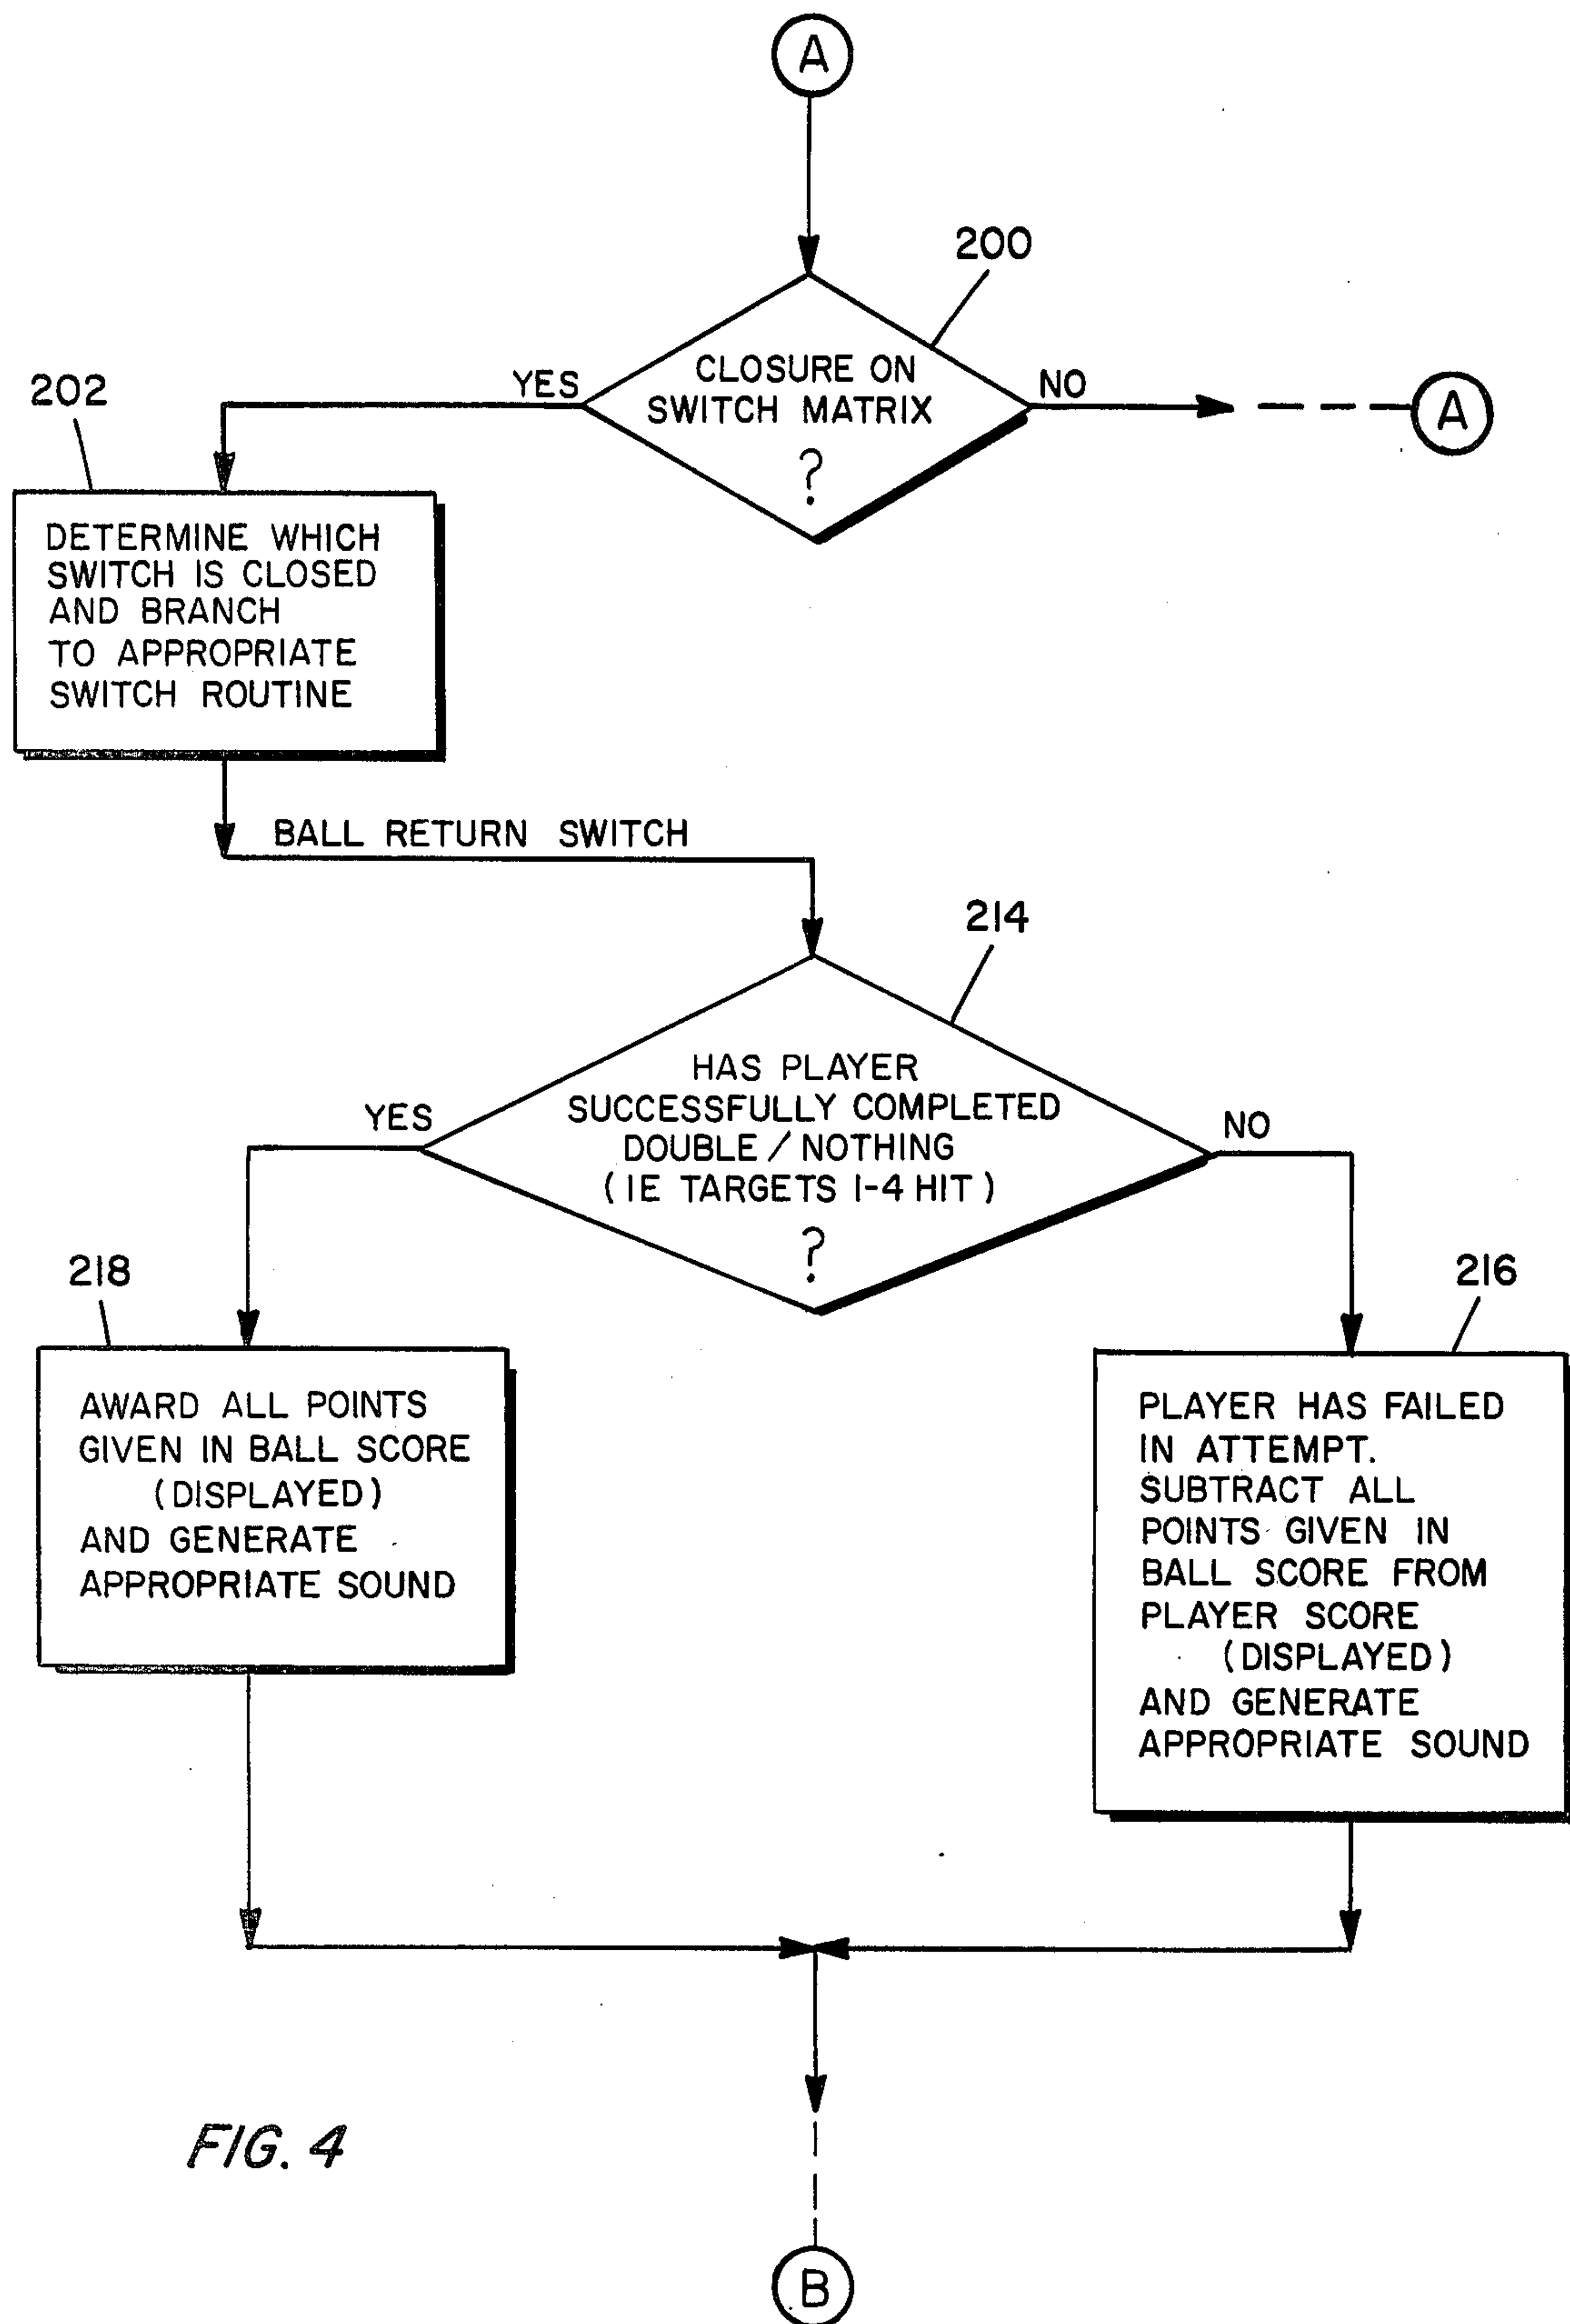 A
200
CLOSURE ON
SWITCH MATRIX
?
YES
NO
A
202
DETERMINE WHICH
SWITCH IS CLOSED
AND BRANCH
TO APPROPRIATE
SWITCH ROUTINE
BALL RETURN SWITCH
214
HAS PLAYER
SUCCESSFULLY COMPLETED
DOUBLE / NOTHING
(IE TARGETS 1-4 HIT)
?
YES
NO
218
AWARD ALL POINTS
GIVEN IN BALL SCORE
(DISPLAYED)
AND GENERATE
APPROPRIATE SOUND
216
PLAYER HAS FAILED
IN ATTEMPT.
SUBTRACT ALL
POINTS GIVEN IN
BALL SCORE FROM
PLAYER SCORE
(DISPLAYED)
AND GENERATE
APPROPRIATE SOUND
FIG. 4
B